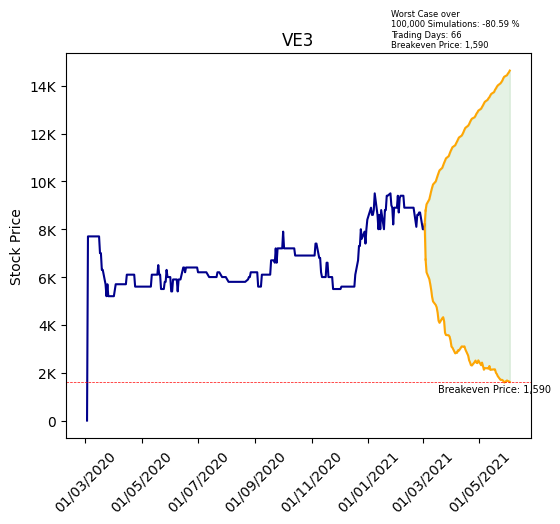 Worst Case over
100,000 Simulations: -80.59 %
Trading Days: 66
Breakeven Price: 1,590
VE3
Stock Price
14K
12K
10K
8K
6K
4K
2K
0
Breakeven Price: 1,590
01/03/2020
01/05/2020
01/07/2020
01/09/2020
01/11/2020
01/01/2021
01/03/2021
01/05/2021